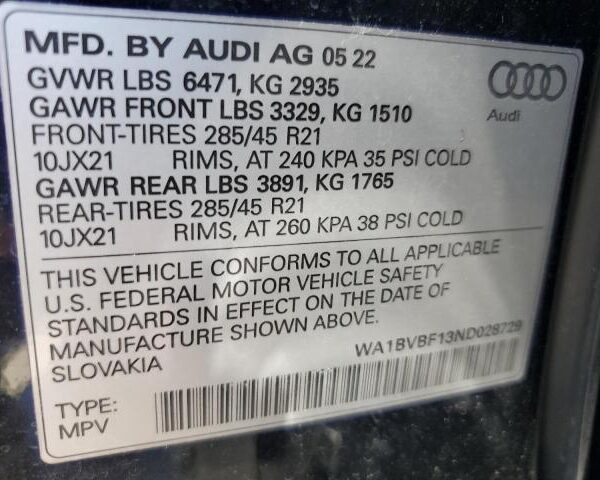 MFD. BY AUDI AG 05 22
GVWR LBS 6471, KG 2935
GAWR FRONT LBS 3329, KG 1510
FRONT-TIRES 285/45 R21
10JX21 RIMS, AT 240 KPA 35 PSI COLD
GAWR REAR LBS 3891, KG 1765
REAR-TIRES 285/45 R21
10JX21 RIMS, AT 260 KPA 38 PSI COLD
Audi
THIS VEHICLE CONFORMS TO ALL APPLICABLE
U.S. FEDERAL MOTOR VEHICLE SAFETY
STANDARDS IN EFFECT ON THE DATE OF
MANUFACTURE SHOWN ABOVE.
SLOVAKIA
WA1BVBF13ND028729
TYPE:
MPV